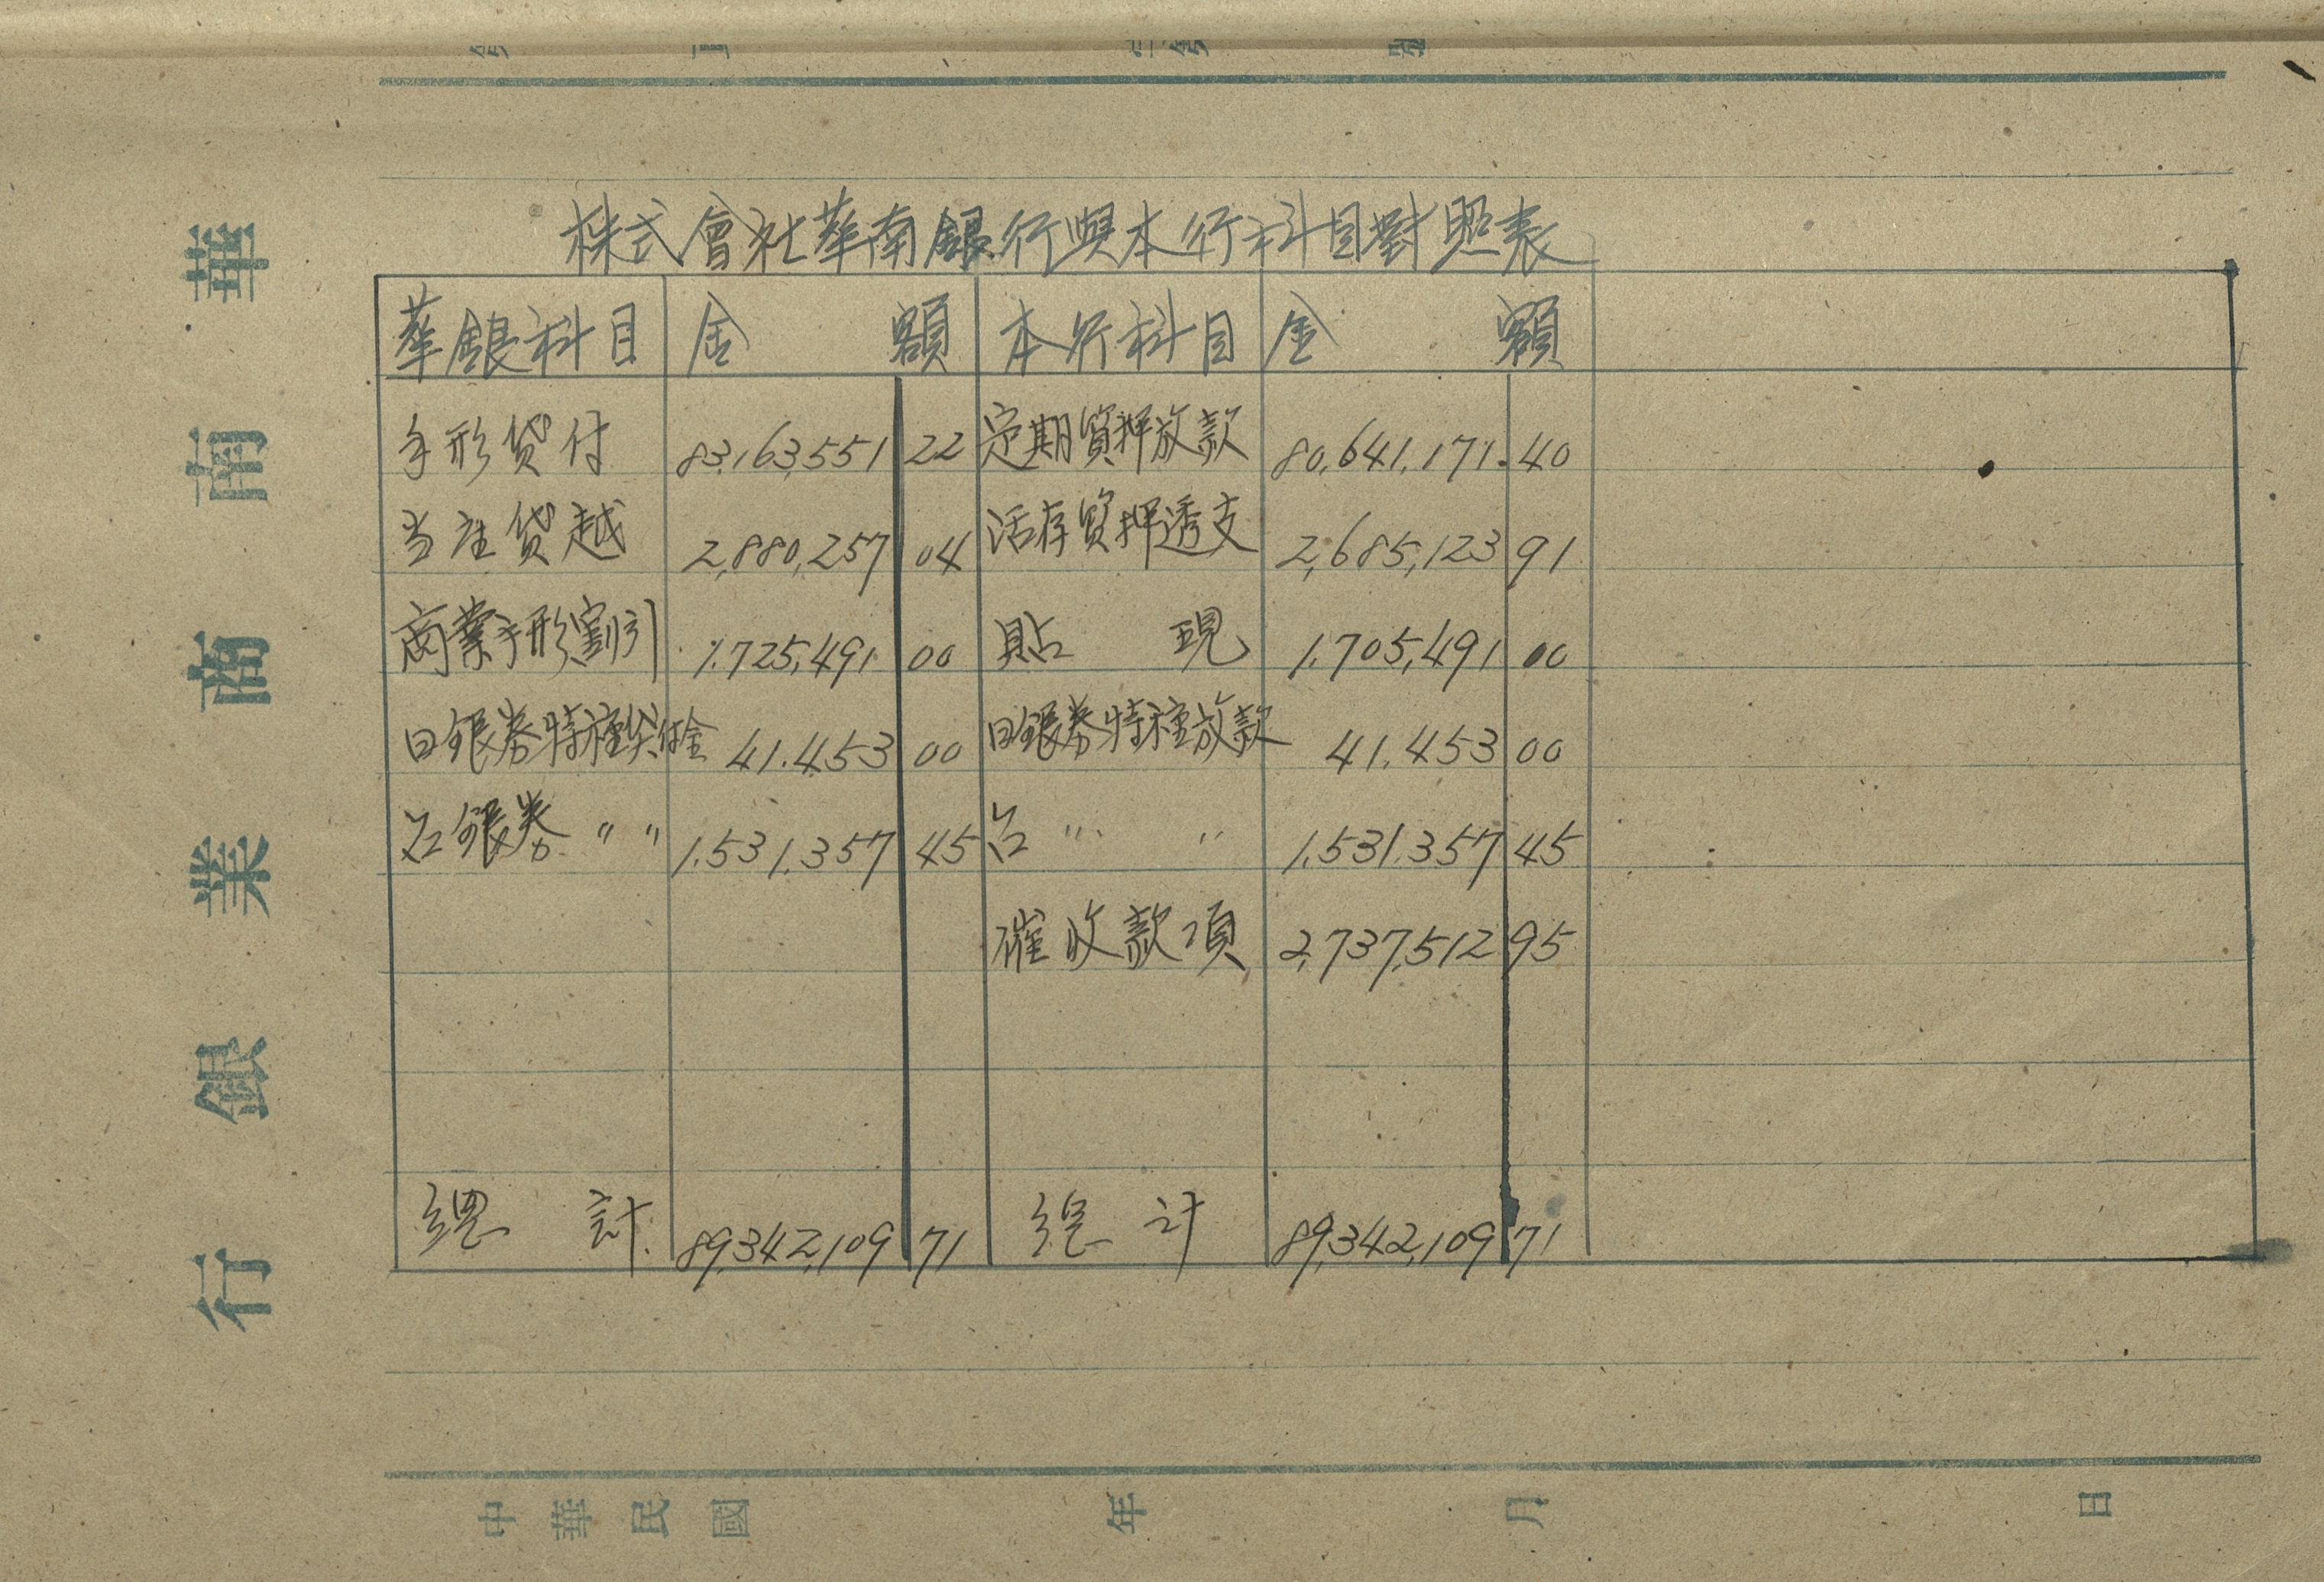 株式會社華南銀行與本行科目對照表
華銀科目 金 額 本行科目 金 額
手形貸付 83,163,551 22 定期質押放款 80,641,171.40
当座貸越 2,880,257 04 活存質押透支 2,685,123 91
商業手形割引 1,725,491 00 貼 現 1,705,491 00
日銀券特種貸付金 41.453 00 日銀券特種放款 41.453 00
台銀券 〃 〃 1.531.357 45 台 〃 〃 1.531.357 45
催收款項 2,737,512 95
總 計 89,342,109 71 總 計 89,342,109 71
華南商業銀行
中華民國 年 月 日